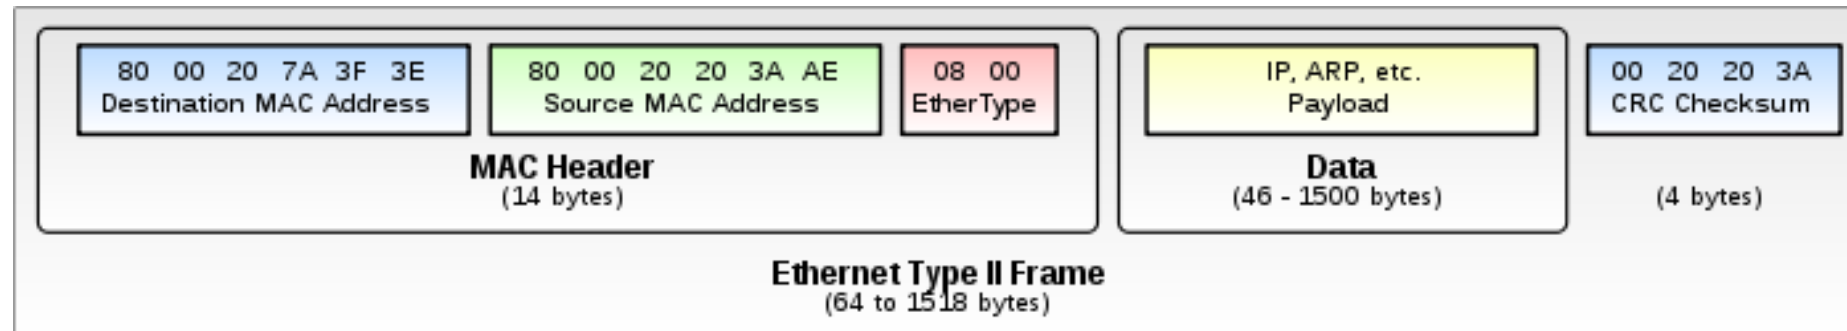 80 00 20 7A 3F 3E
Destination MAC Address
80 00 20 20 3A AE
Source MAC Address
08 00
EtherType
MAC Header
(14 bytes)
IP, ARP, etc.
Payload
Data
(46 - 1500 bytes)
00 20 20 3A
CRC Checksum
(4 bytes)
Ethernet Type II Frame
(64 to 1518 bytes)